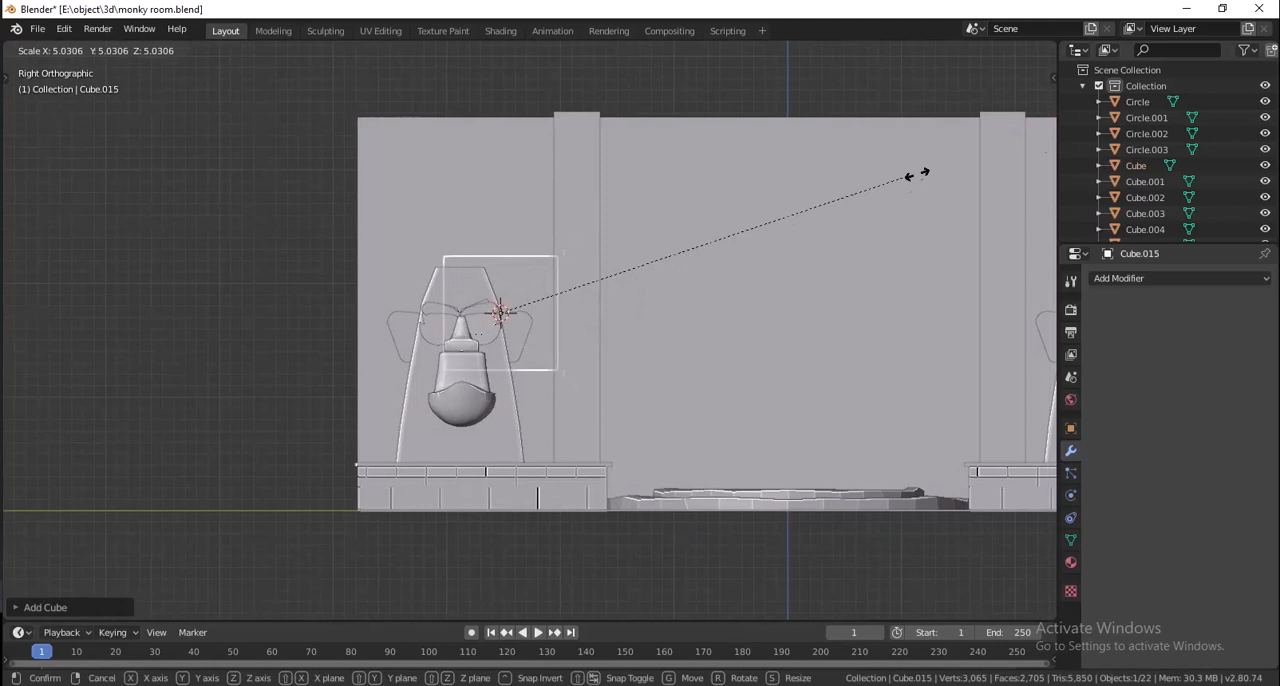 Blender* [E:\object\3d\monky room.blend]
File Edit Render Window Help Layout Modeling Sculpting UV Editing Texture Paint Shading Animation Rendering Compositing Scripting + Scene View Layer
Scale X: 5.0306 Y: 5.0306 Z: 5.0306
Right Orthographic
(1) Collection | Cube.015
Scene Collection
Collection
Circle
Circle.001
Circle.002
Circle.003
Cube
Cube.001
Cube.002
Cube.003
Cube.004
Cube.015
Add Modifier
Add Cube
Playback Keying View Marker 1 Start: 1 End: 250
1 10 20 30 40 50 60 70 80 90 100 110 120 130 140 150 160 170 180 190 200 210 220 230 240 250
Activate Windows
Go to Settings to activate Windows.
Confirm Cancel X X axis Y Y axis Z Z axis X X plane Y Y plane Z Z plane Snap Invert Snap Toggle G Move R Rotate S Resize Collection | Cube.015 | Verts:3,065 | Faces:2,705 | Tris:5,850 | Objects:1/22 | Mem: 30.3 MB | v2.80.74